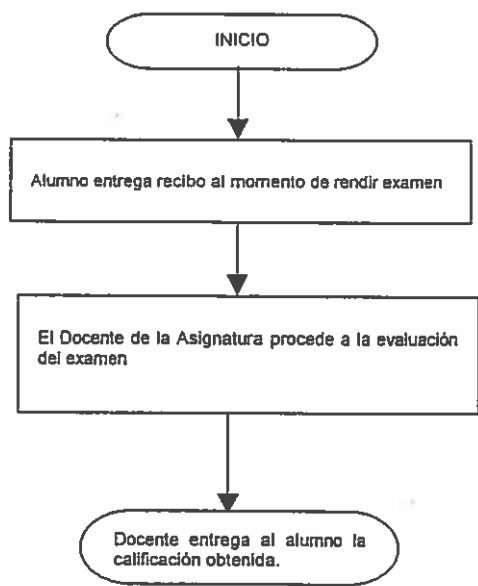 INICIO
Alumno entrega recibo al momento de rendir examen
El Docente de la Asignatura procede a la evaluación
del examen
Docente entrega al alumno la
calificación obtenida.